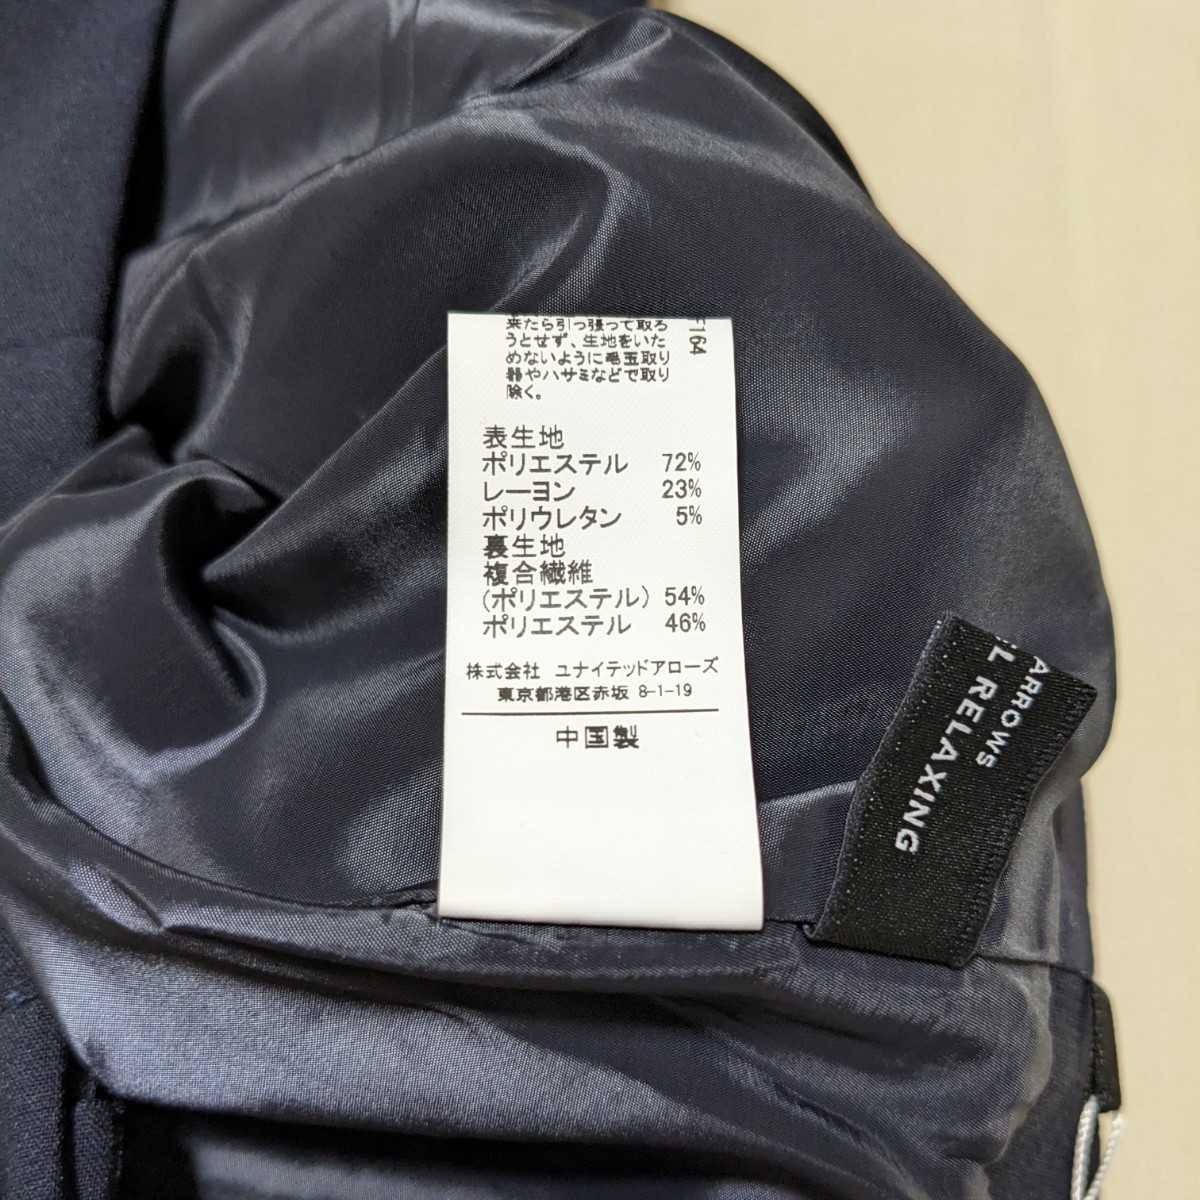 来たら引っ張って取ろ
うとせず、生地をいた
めないように毛玉取り
器やハサミなどで取り
除く。
F164
表生地
ポリエステル 72%
レーヨン 23%
ポリウレタン 5%
裏生地
複合繊維
(ポリエステル) 54%
ポリエステル 46%
株式会社 ユナイテッドアローズ
東京都港区赤坂 8-1-19
中国製
ARROWS
L RELAXING